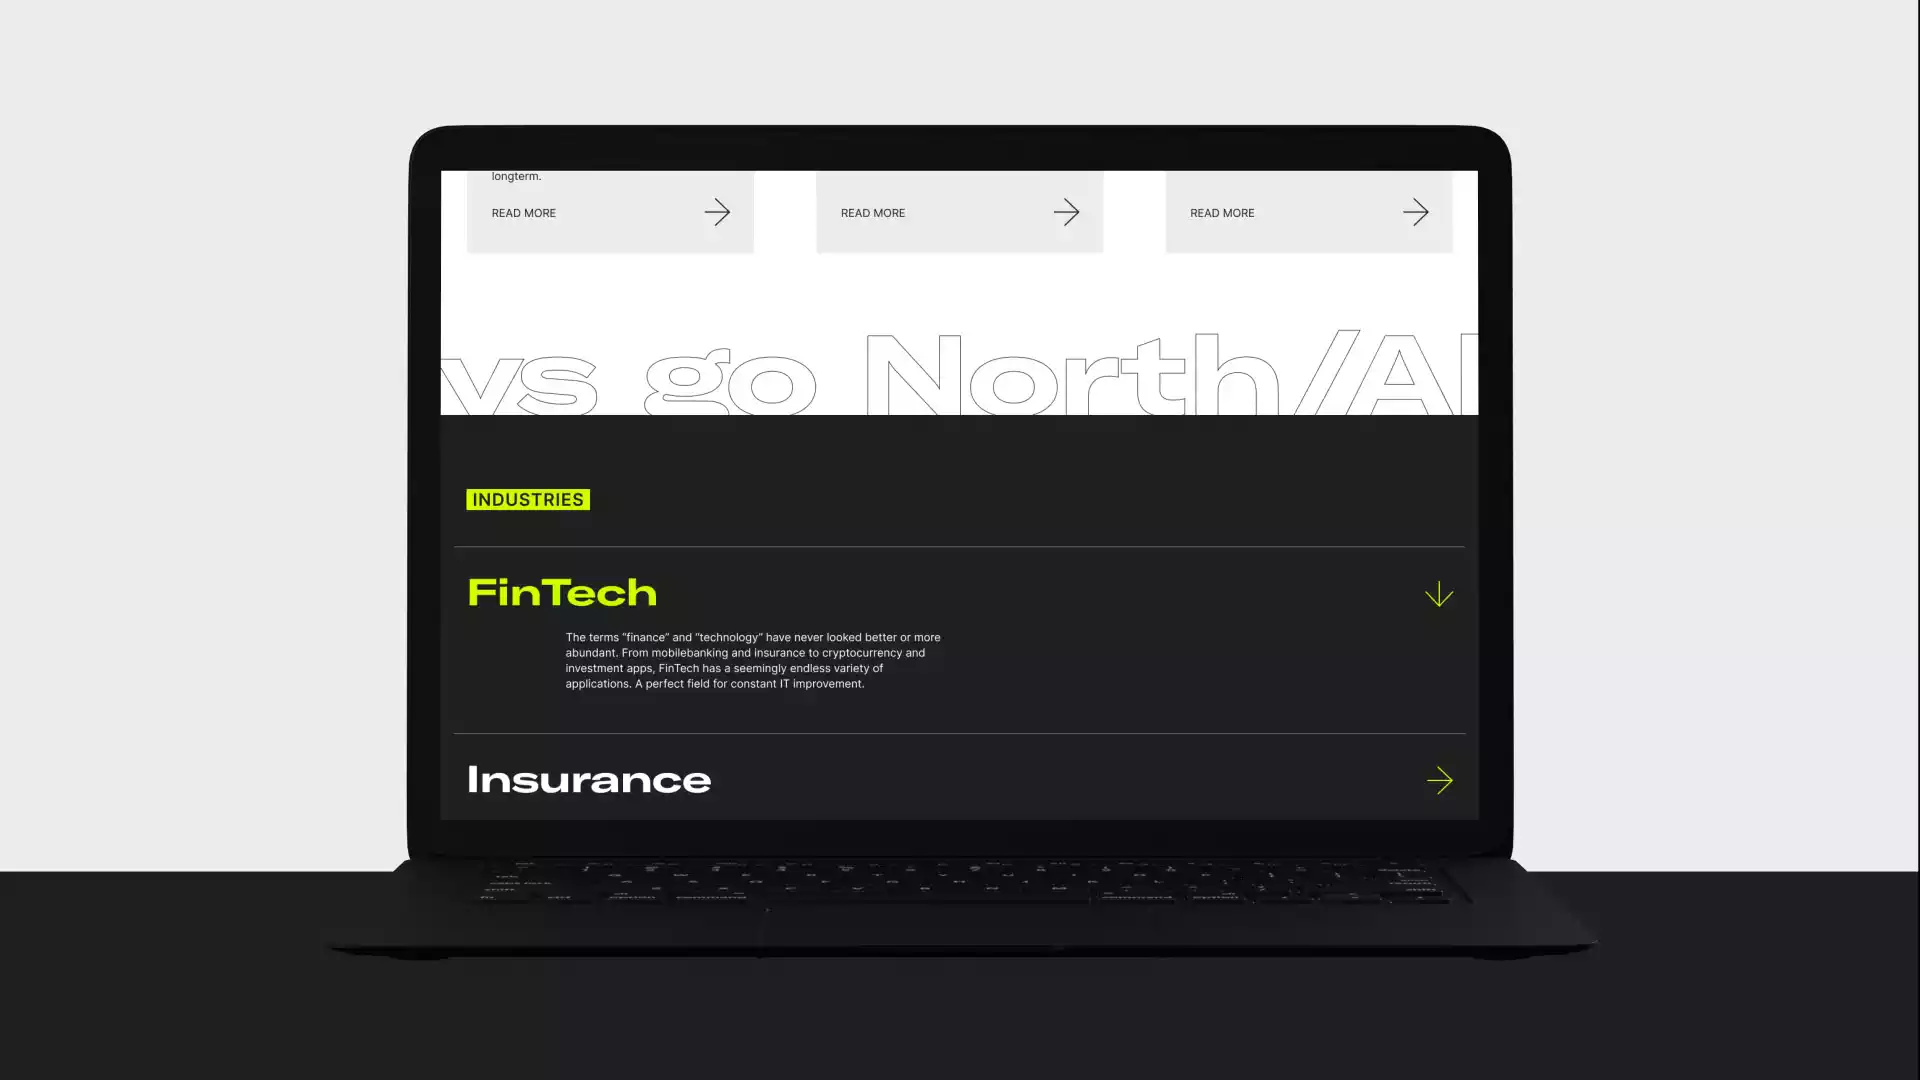 longterm.
READ MORE
READ MORE
READ MORE
ys go North/Al
INDUSTRIES
FinTech
The terms “finance” and “technology” have never looked better or more
abundant. From mobilebanking and insurance to cryptocurrency and
investment apps, FinTech has a seemingly endless variety of
applications. A perfect field for constant IT improvement.
Insurance